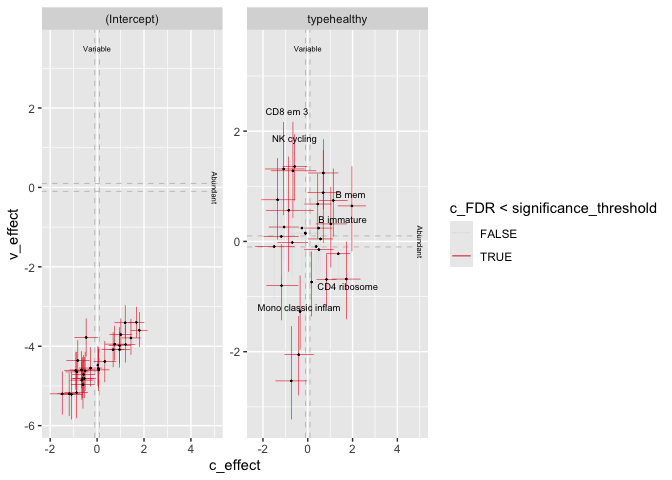 (Intercept)
typehealthy
Variable
Variable
CD8 em 3
NK cycling
B mem
B immature
CD4 ribosome
Mono classic inflam
Abundant
Abundant
v_effect
2
0
-2
-4
-6
2
0
-2
-2
0
2
4
-2
0
2
4
c_effect
c_FDR < significance_threshold
FALSE
TRUE